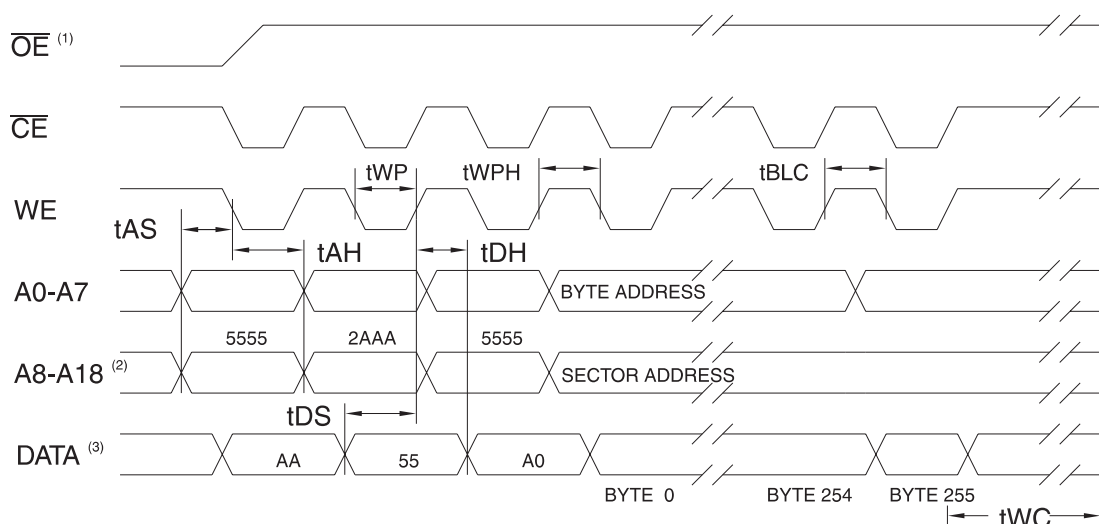 OE (1)
CE
tWP tWPH tBLC
WE
tAS
tAH tDH
A0-A7 BYTE ADDRESS
5555 2AAA 5555
A8-A18 (2) SECTOR ADDRESS
tDS
DATA (3) AA 55 A0
BYTE 0 BYTE 254 BYTE 255
tWC